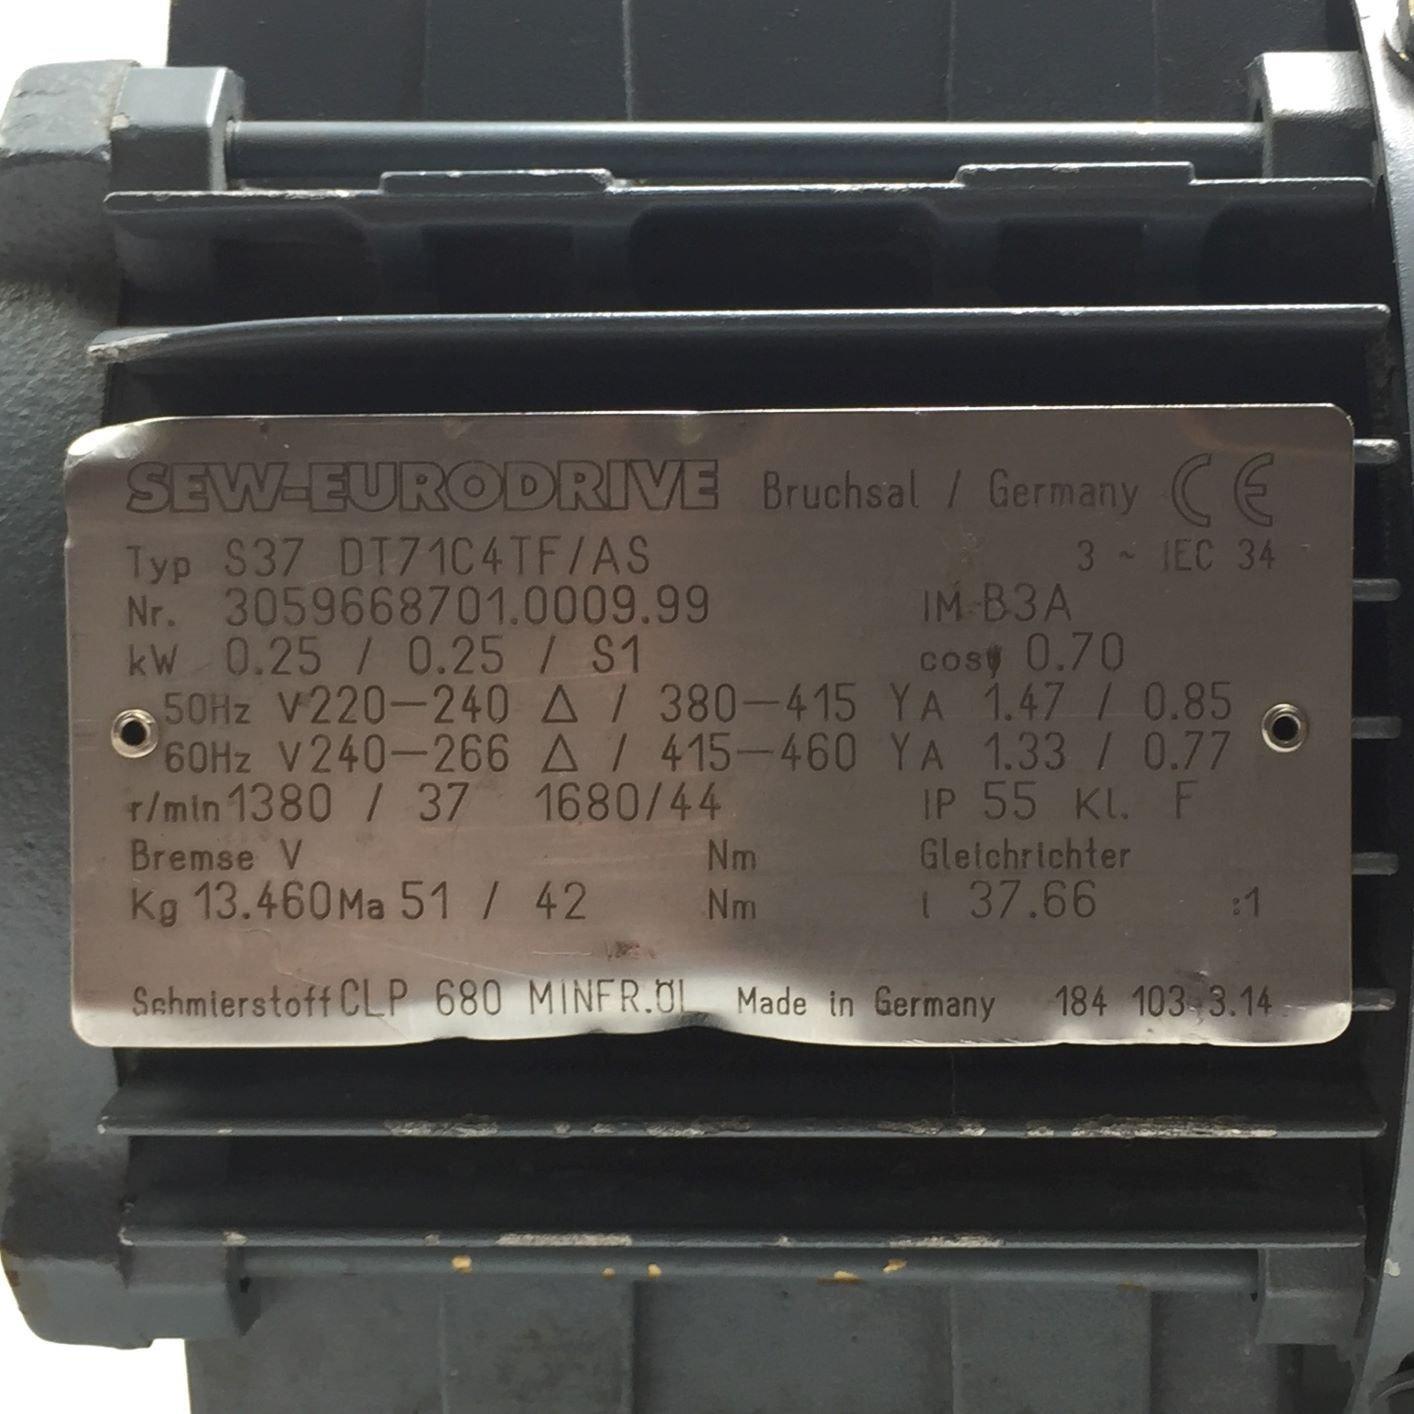 SEW-EURODRIVE Bruchsal / Germany CE
Typ S37 DT71C4TF/AS 3 ~ IEC 34
Nr. 3059668701.0009.99 IM B3A
kW 0.25 / 0.25 / S1 cosφ 0.70
50Hz V220-240 Δ / 380-415 Y A 1.47 / 0.85
60Hz V240-266 Δ / 415-460 Y A 1.33 / 0.77
r/min 1380 / 37 1680/44 IP 55 Kl. F
Bremse V Nm Gleichrichter
Kg 13.460 Ma 51 / 42 Nm i 37.66 :1
Schmierstoff CLP 680 MINFR.ÖL Made in Germany 184 103 3.14